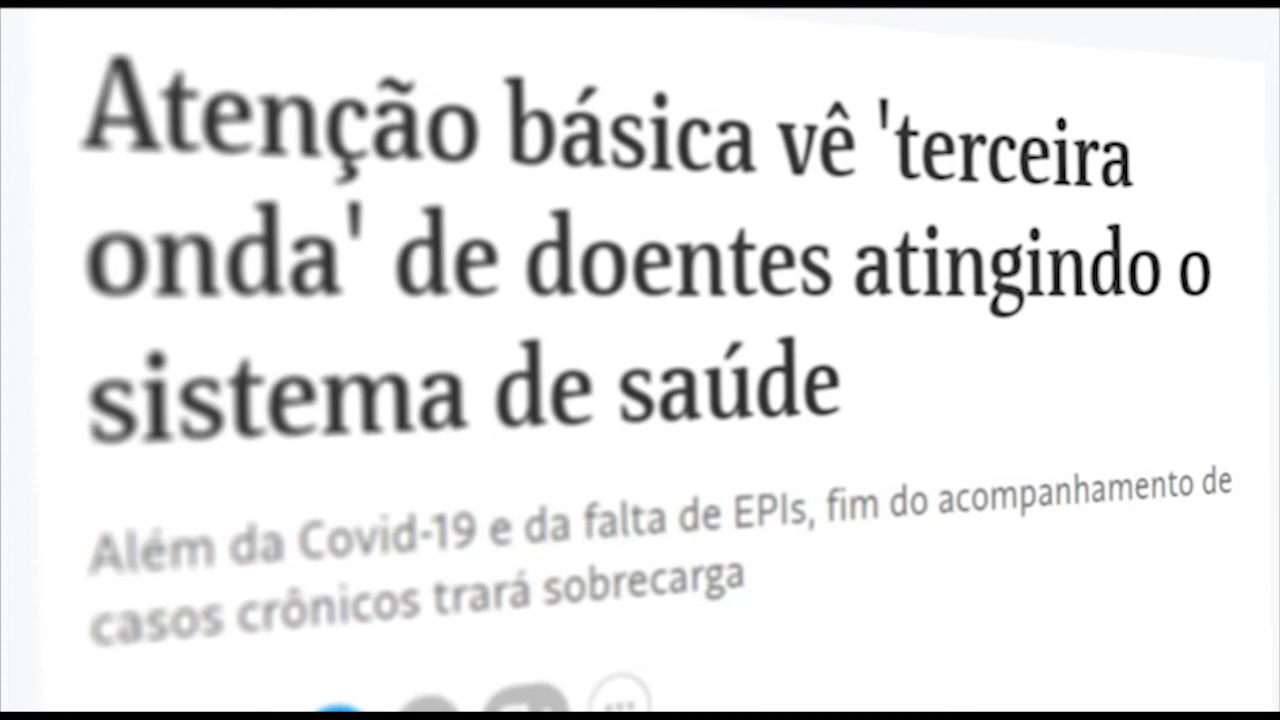 Atenção básica vê 'terceira
onda' de doentes atingindo o
sistema de saúde
Além da Covid-19 e da falta de EPIs, fim do acompanhamento de
casos crônicos trará sobrecarga